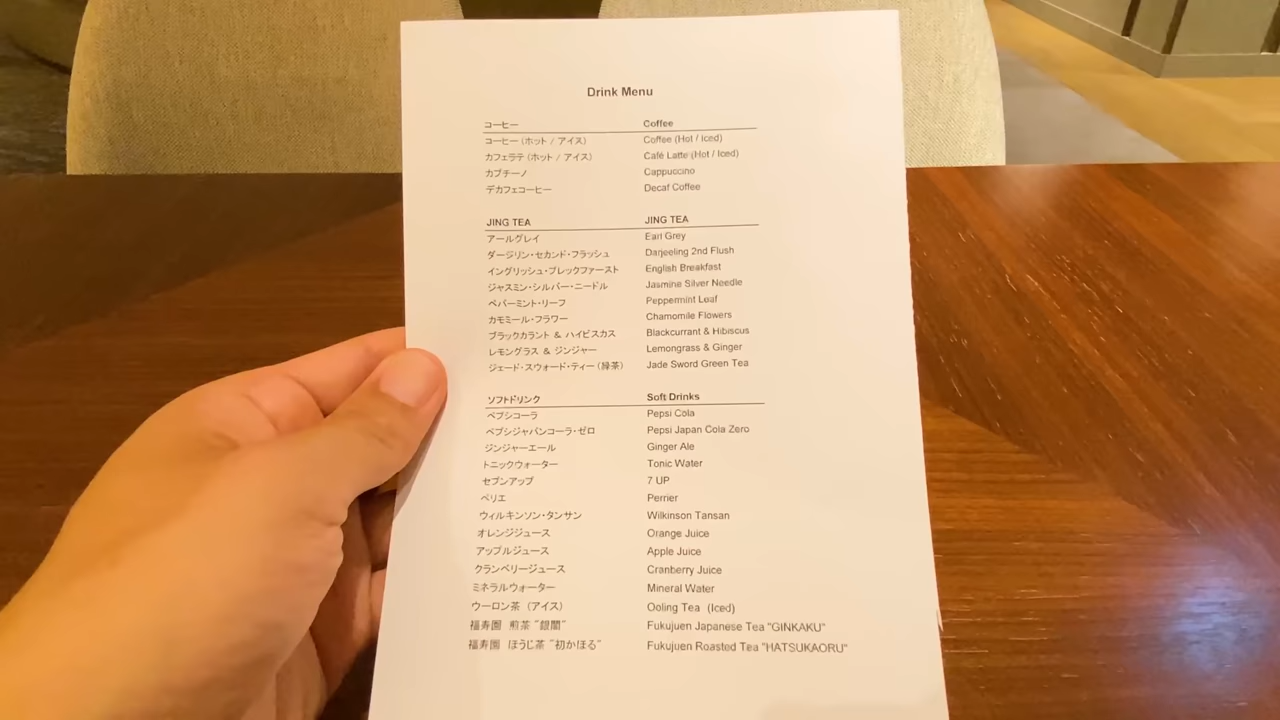 Drink Menu
コーヒー Coffee
コーヒー (ホット / アイス) Coffee (Hot / Iced)
カフェラテ (ホット / アイス) Café Latte (Hot / Iced)
カプチーノ Cappuccino
デカフェコーヒー Decaf Coffee
JING TEA JING TEA
アールグレイ Earl Grey
ダージリン・セカンド・フラッシュ Darjeeling 2nd Flush
イングリッシュ・ブレックファースト English Breakfast
ジャスミン・シルバー・ニードル Jasmine Silver Needle
ペパーミント・リーフ Peppermint Leaf
カモミール・フラワー Chamomile Flowers
ブラックカラント & ハイビスカス Blackcurrant & Hibiscus
レモングラス & ジンジャー Lemongrass & Ginger
ジェード・スウォード・ティー (緑茶) Jade Sword Green Tea
ソフトドリンク Soft Drinks
ペプシコーラ Pepsi Cola
ペプシジャパンコーラ・ゼロ Pepsi Japan Cola Zero
ジンジャーエール Ginger Ale
トニックウォーター Tonic Water
セブンアップ 7 UP
ペリエ Perrier
ウィルキンソン・タンサン Wilkinson Tansan
オレンジジュース Orange Juice
アップルジュース Apple Juice
クランベリージュース Cranberry Juice
ミネラルウォーター Mineral Water
ウーロン茶 (アイス) Ooling Tea (Iced)
福寿園 煎茶 "銀閣" Fukujuen Japanese Tea "GINKAKU"
福寿園 ほうじ茶 "初かほる" Fukujuen Roasted Tea "HATSUKAORU"